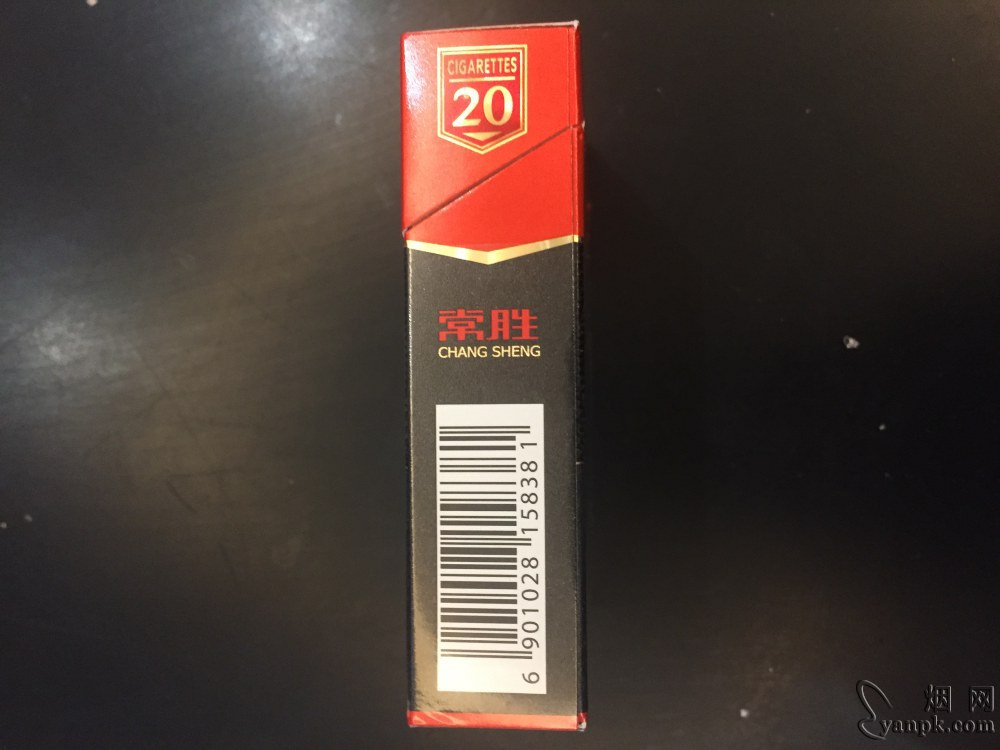 CIGARETTES
20
常胜
CHANG SHENG
6 901028 158381
烟 网
yanpk.com